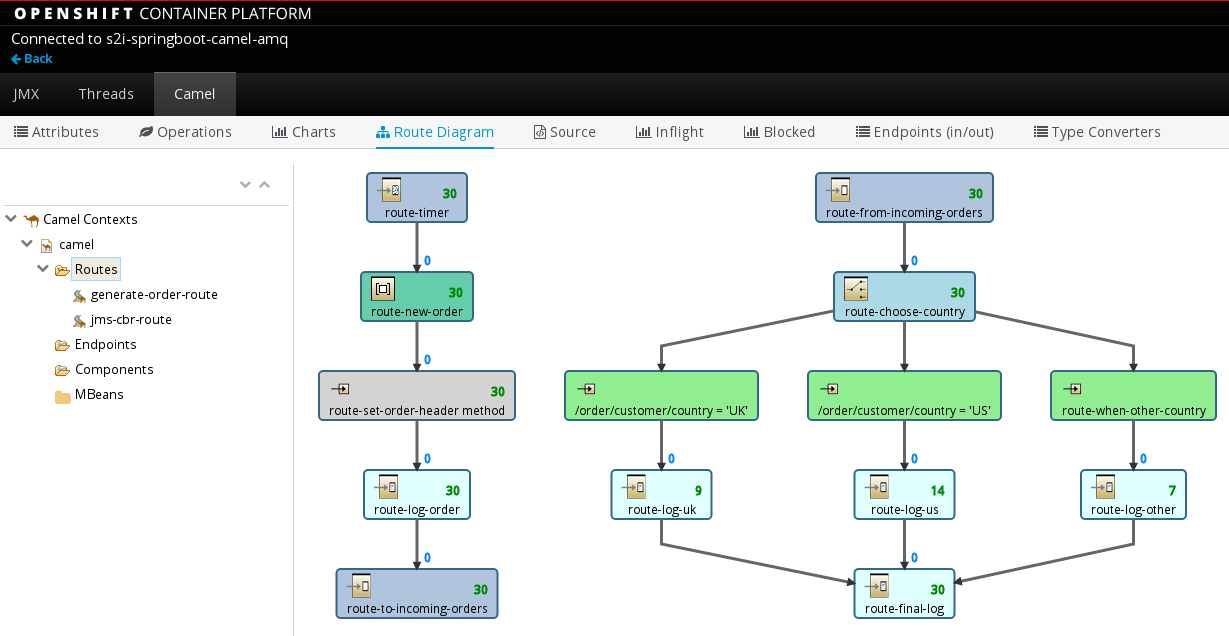 OPENSHIFT CONTAINER PLATFORM
Connected to s2i-springboot-camel-amq
Back
JMX Threads Camel
Attributes Operations Charts Route Diagram Source Inflight Blocked Endpoints (in/out) Type Converters
Camel Contexts
camel
Routes
generate-order-route
jms-cbr-route
Endpoints
Components
MBeans
30
route-timer
0
30
route-new-order
0
30
route-set-order-header method
0
30
route-log-order
0
30
route-to-incoming-orders
30
route-from-incoming-orders
0
30
route-choose-country
/order/customer/country = 'UK'
/order/customer/country = 'US'
route-when-other-country
0
0
0
9
route-log-uk
14
route-log-us
7
route-log-other
0
30
route-final-log